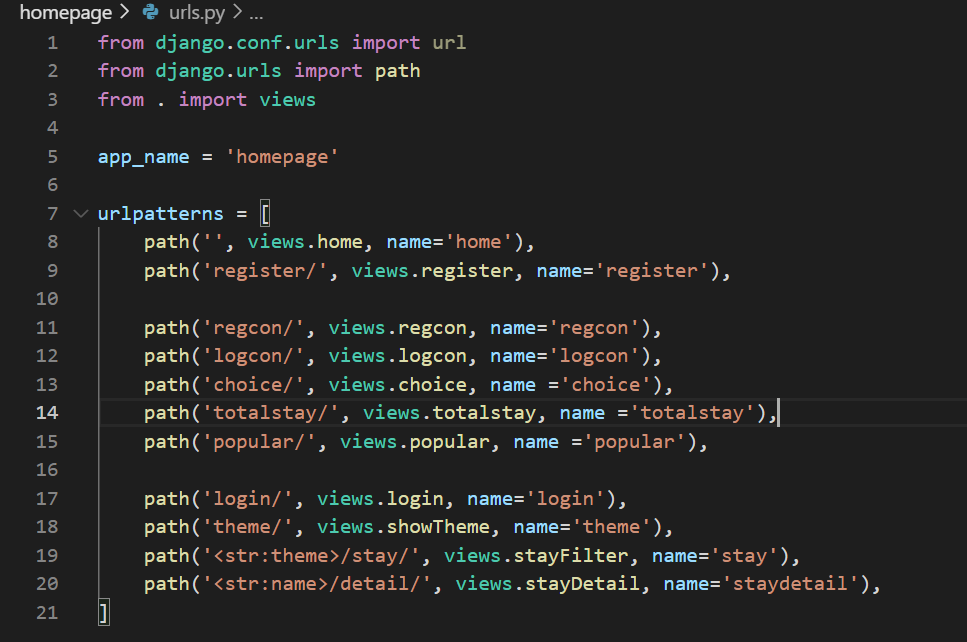 homepage > urls.py > ...
1 from django.conf.urls import url
2 from django.urls import path
3 from . import views
4
5 app_name = 'homepage'
6
7 urlpatterns = [
8     path('', views.home, name='home'),
9     path('register/', views.register, name='register'),
10
11     path('regcon/', views.regcon, name='regcon'),
12     path('logcon/', views.logcon, name='logcon'),
13     path('choice/', views.choice, name ='choice'),
14     path('totalstay/', views.totalstay, name ='totalstay'),
15     path('popular/', views.popular, name ='popular'),
16
17     path('login/', views.login, name='login'),
18     path('theme/', views.showTheme, name='theme'),
19     path('<str:theme>/stay/', views.stayFilter, name='stay'),
20     path('<str:name>/detail/', views.stayDetail, name='staydetail'),
21 ]